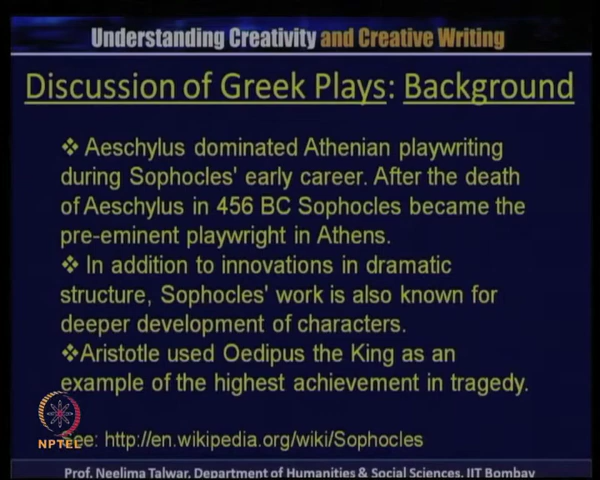 Understanding Creativity and Creative Writing
Discussion of Greek Plays: Background
❖ Aeschylus dominated Athenian playwriting
during Sophocles' early career. After the death
of Aeschylus in 456 BC Sophocles became the
pre-eminent playwright in Athens.
❖ In addition to innovations in dramatic
structure, Sophocles' work is also known for
deeper development of characters.
❖Aristotle used Oedipus the King as an
example of the highest achievement in tragedy.
See: http://en.wikipedia.org/wiki/Sophocles
NPTEL
Prof. Neelima Talwar, Department of Humanities & Social Sciences, IIT Bombay